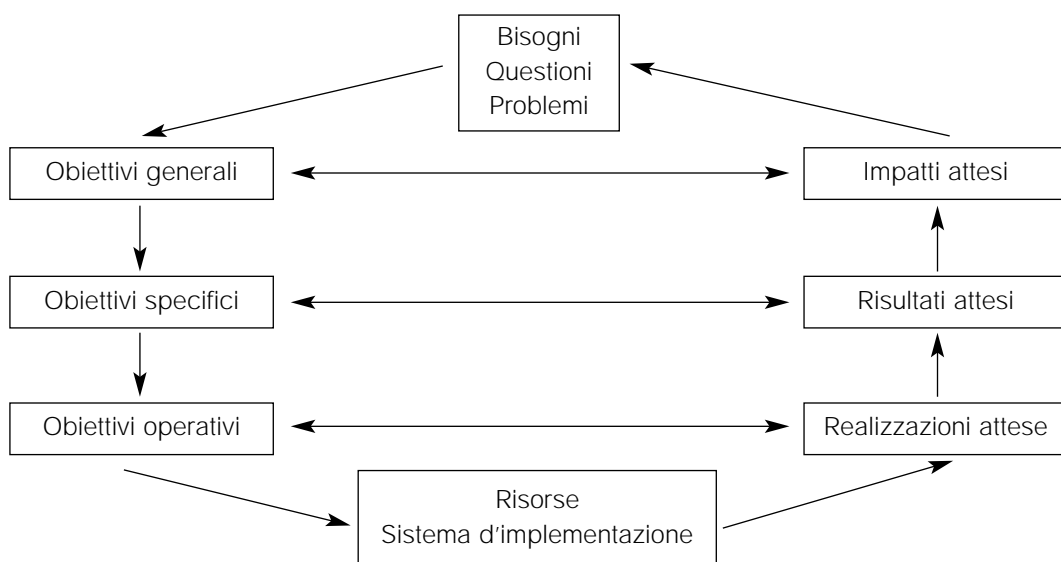 Bisogni
Questioni
Problemi
Obiettivi generali
Impatti attesi
Obiettivi specifici
Risultati attesi
Obiettivi operativi
Realizzazioni attese
Risorse
Sistema d'implementazione